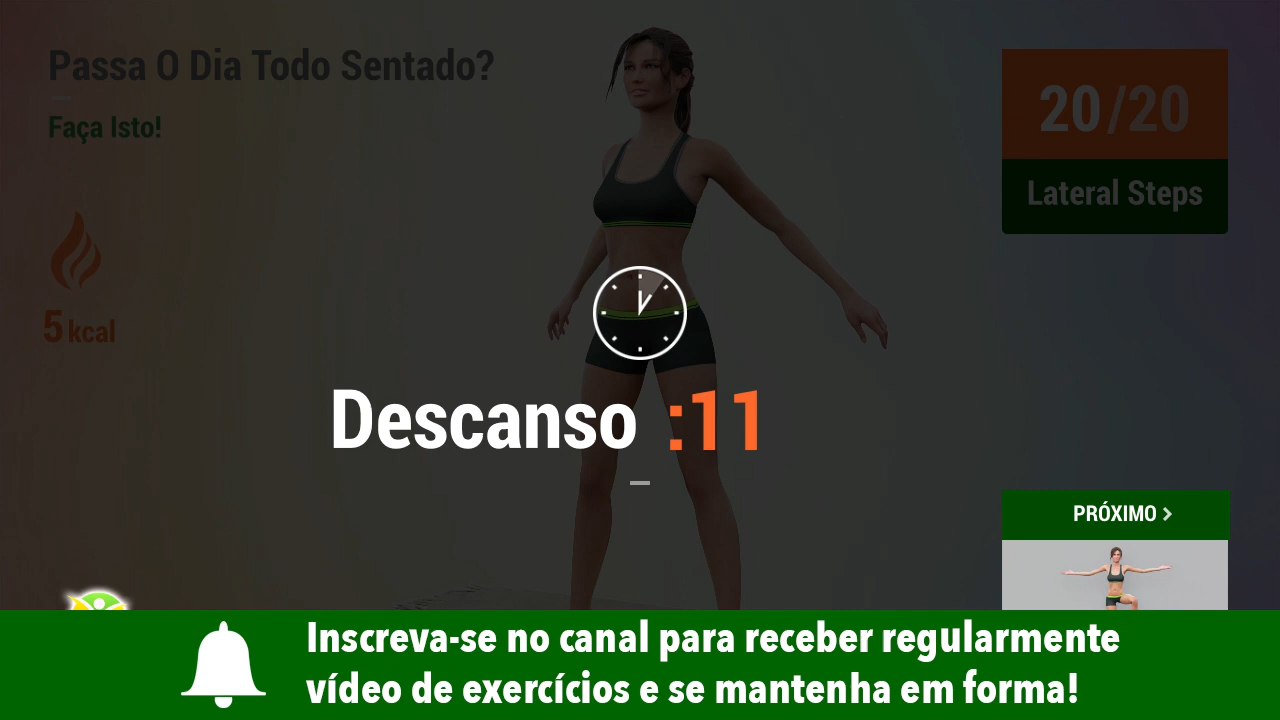 Passa O Dia Todo Sentado?
Faça Isto!
20/20
Lateral Steps
5 kcal
Descanso :11
PRÓXIMO >
Inscreva-se no canal para receber regularmente
vídeo de exercícios e se mantenha em forma!